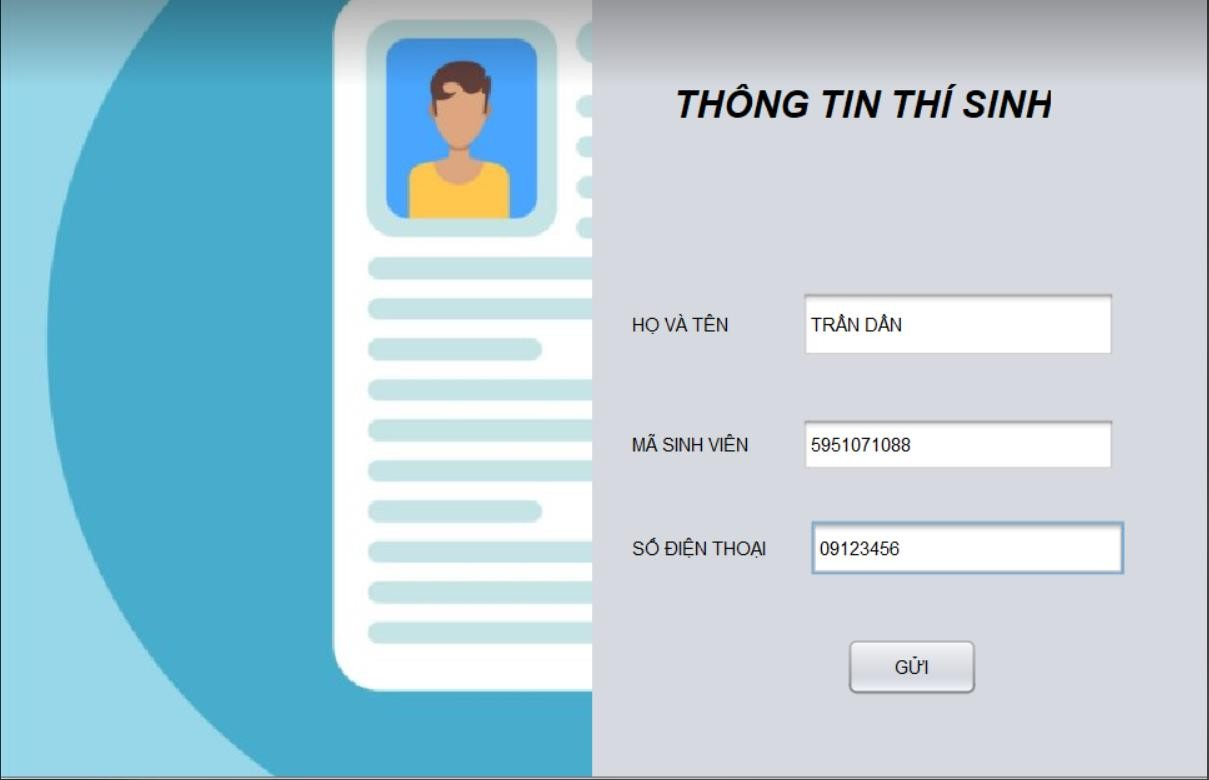 THÔNG TIN THÍ SINH
HỌ VÀ TÊN
TRẦN DẦN
MÃ SINH VIÊN
5951071088
SỐ ĐIỆN THOẠI
09123456
GỬI